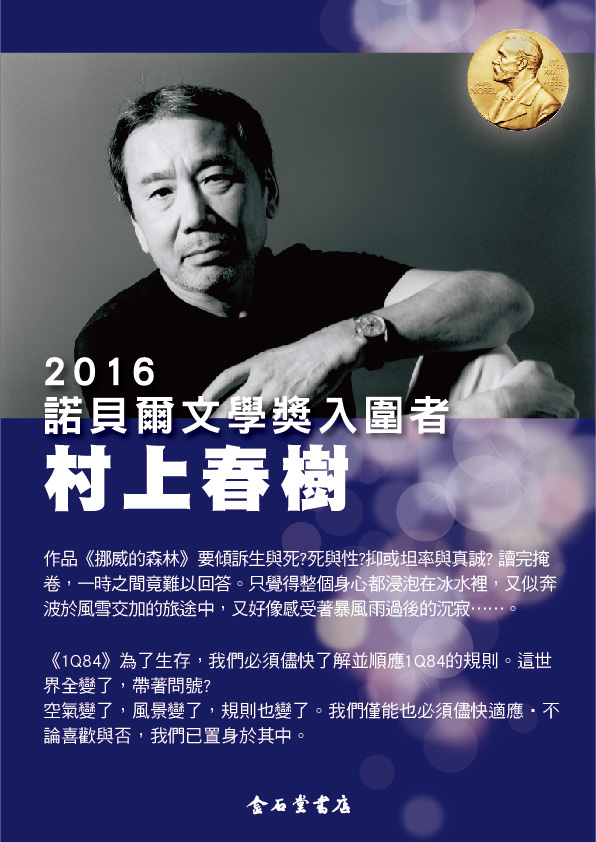 2016
諾貝爾文學獎入圍者
村上春樹
作品《挪威的森林》要傾訴生與死?死與性?抑或坦率與真誠? 讀完掩
卷，一時之間竟難以回答。只覺得整個身心都浸泡在冰水裡，又似奔
波於風雪交加的旅途中，又好像感受著暴風雨過後的沉寂⋯⋯。
《1Q84》為了生存，我們必須儘快了解並順應1Q84的規則。這世
界全變了，帶著問號?
空氣變了，風景變了，規則也變了。我們僅能也必須儘快適應・不
論喜歡與否，我們已置身於其中。
金石堂書店